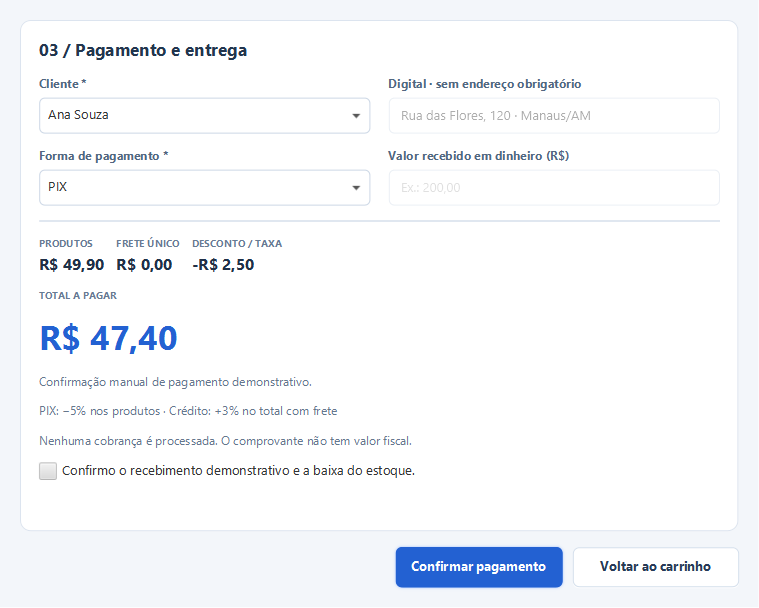 03 / Pagamento e entrega
Cliente *
Digital · sem endereço obrigatório
Ana Souza
Rua das Flores, 120 · Manaus/AM
Forma de pagamento *
Valor recebido em dinheiro (R$)
PIX
Ex.: 200,00
PRODUTOS
FRETE ÚNICO
DESCONTO / TAXA
R$ 49,90
R$ 0,00
-R$ 2,50
TOTAL A PAGAR
R$ 47,40
Confirmação manual de pagamento demonstrativo.
PIX: −5% nos produtos · Crédito: +3% no total com frete
Nenhuma cobrança é processada. O comprovante não tem valor fiscal.
Confirmo o recebimento demonstrativo e a baixa do estoque.
Confirmar pagamento
Voltar ao carrinho